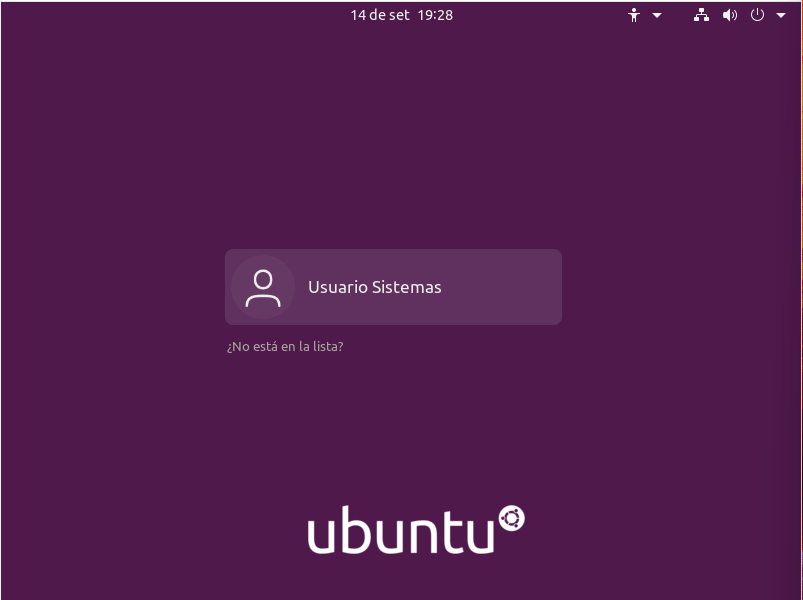 14 de set 19:28
Usuario Sistemas
¿No está en la lista?
ubuntu